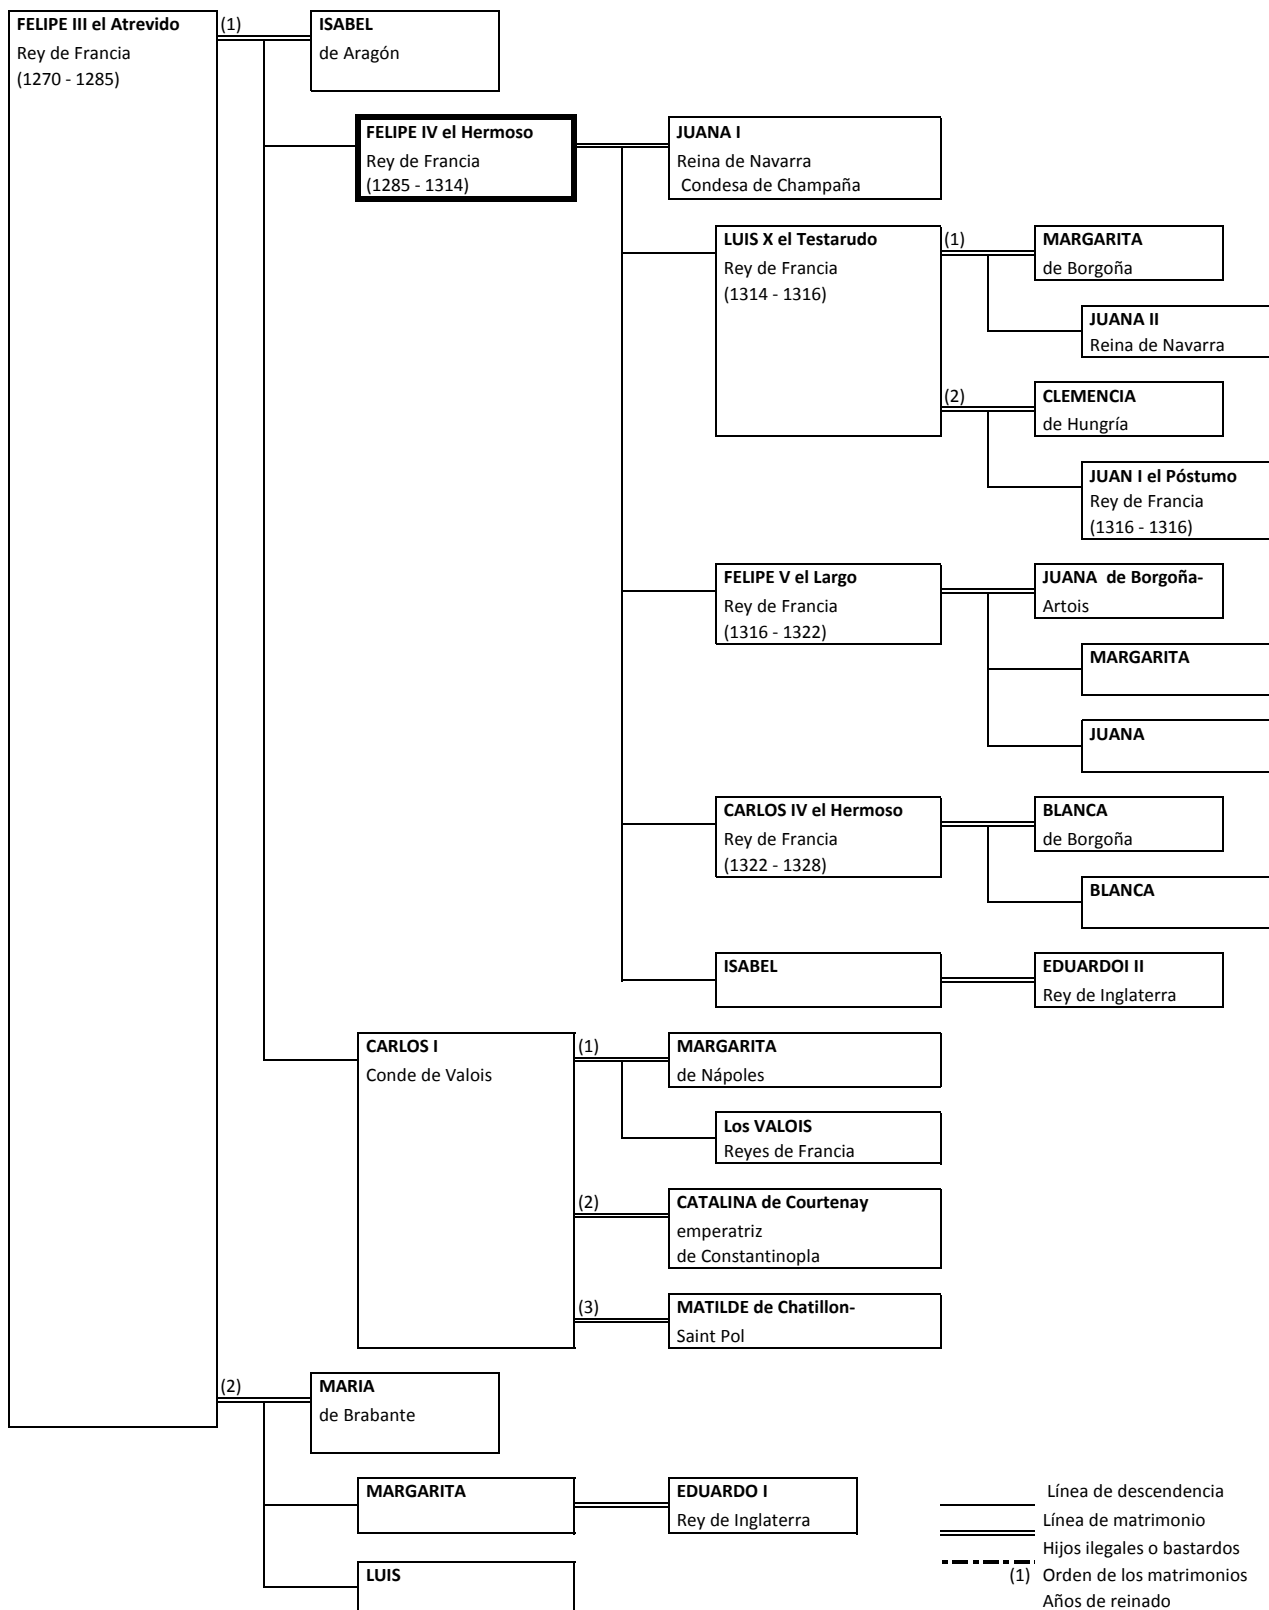 FELIPE III el Atrevido
Rey de Francia
(1270 - 1285)
(1)
ISABEL
de Aragón
FELIPE IV el Hermoso
Rey de Francia
(1285 - 1314)
JUANA I
Reina de Navarra
Condesa de Champaña
LUIS X el Testarudo
Rey de Francia
(1314 - 1316)
(1)
MARGARITA
de Borgoña
JUANA II
Reina de Navarra
(2)
CLEMENCIA
de Hungría
JUAN I el Póstumo
Rey de Francia
(1316 - 1316)
FELIPE V el Largo
Rey de Francia
(1316 - 1322)
JUANA de Borgoña-
Artois
MARGARITA
JUANA
CARLOS IV el Hermoso
Rey de Francia
(1322 - 1328)
BLANCA
de Borgoña
BLANCA
ISABEL
EDUARDOI II
Rey de Inglaterra
CARLOS I
Conde de Valois
(1)
MARGARITA
de Nápoles
Los VALOIS
Reyes de Francia
(2)
CATALINA de Courtenay
emperatriz
de Constantinopla
(3)
MATILDE de Chatillon-
Saint Pol
(2)
MARIA
de Brabante
MARGARITA
EDUARDO I
Rey de Inglaterra
LUIS
Línea de descendencia
Línea de matrimonio
Hijos ilegales o bastardos
(1) Orden de los matrimonios
Años de reinado